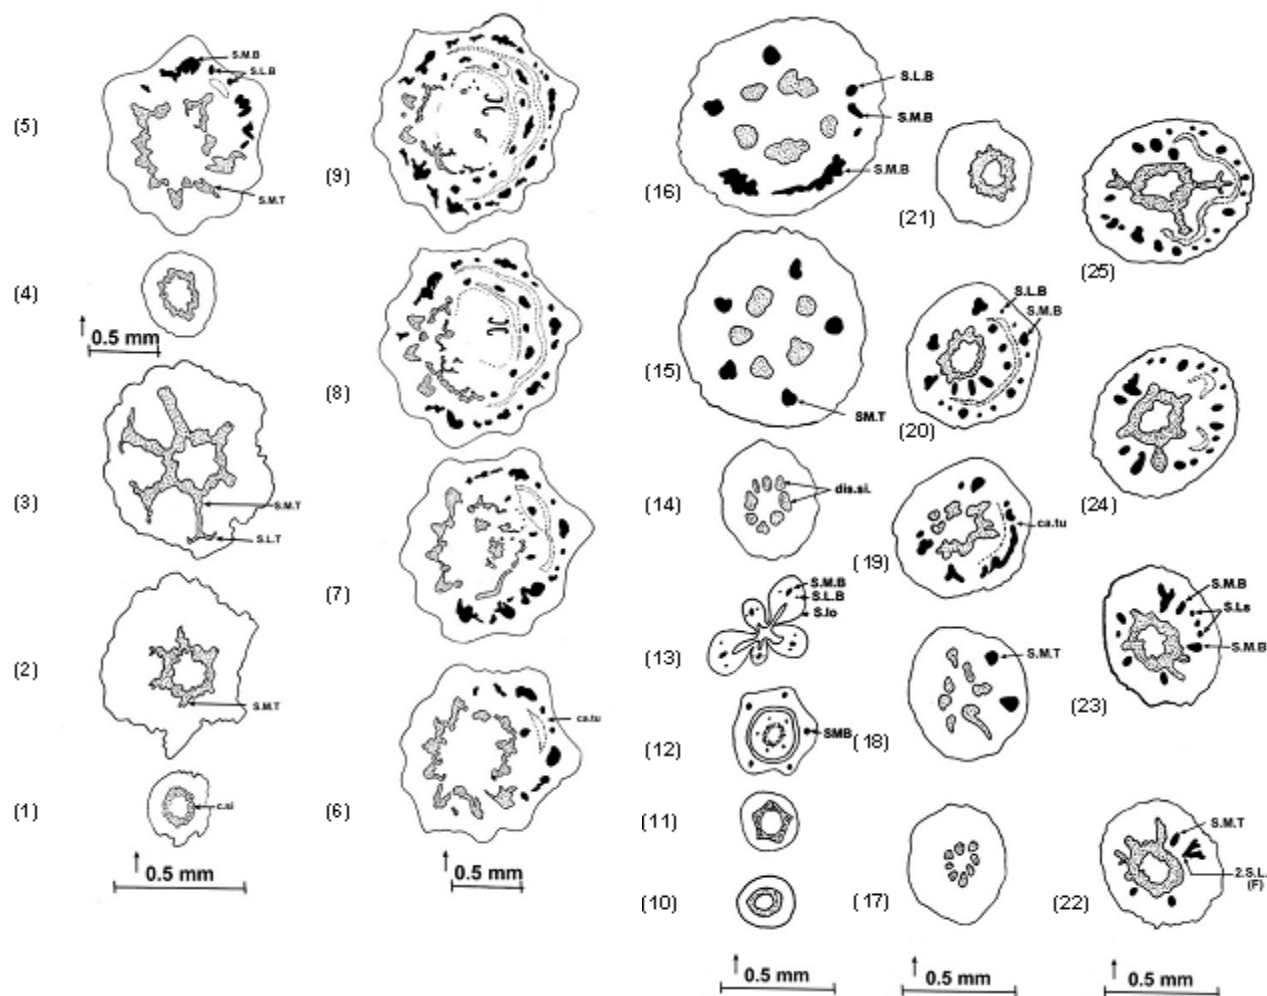 (5)
S.M.B
S.L.B
S.M.T
(4)
0.5 mm
(3)
S.M.T
S.L.T
(2)
S.M.T
(1)
c.si
0.5 mm
(9)
(8)
(7)
(6)
ca.tu
0.5 mm
(16)
S.L.B
S.M.B
S.M.B
(15)
SM.T
(14)
dis.si.
(13)
S.M.B
S.L.B
S.lo
(12)
SMB
(11)
(10)
0.5 mm
(21)
(20)
S.L.B
S.M.B
(19)
ca.tu
(18)
S.M.T
(17)
0.5 mm
(25)
(24)
(23)
S.M.B
S.Ls
S.M.B
(22)
S.M.T
2.S.L.
(F)
0.5 mm